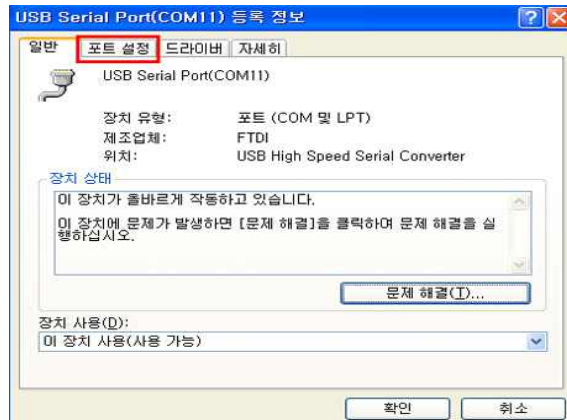 USB Serial Port(COM11) 등록 정보
일반 포트 설정 드라이버 자세히
USB Serial Port(COM11)
장치 유형: 포트 (COM 및 LPT)
제조업체: FTDI
위치: USB High Speed Serial Converter
장치 상태
이 장치가 올바르게 작동하고 있습니다.
이 장치에 문제가 발생하면 [문제 해결]을 클릭하여 문제 해결을 실
행하십시오.
문제 해결(T)...
장치 사용(D):
이 장치 사용(사용 가능)
확인 취소